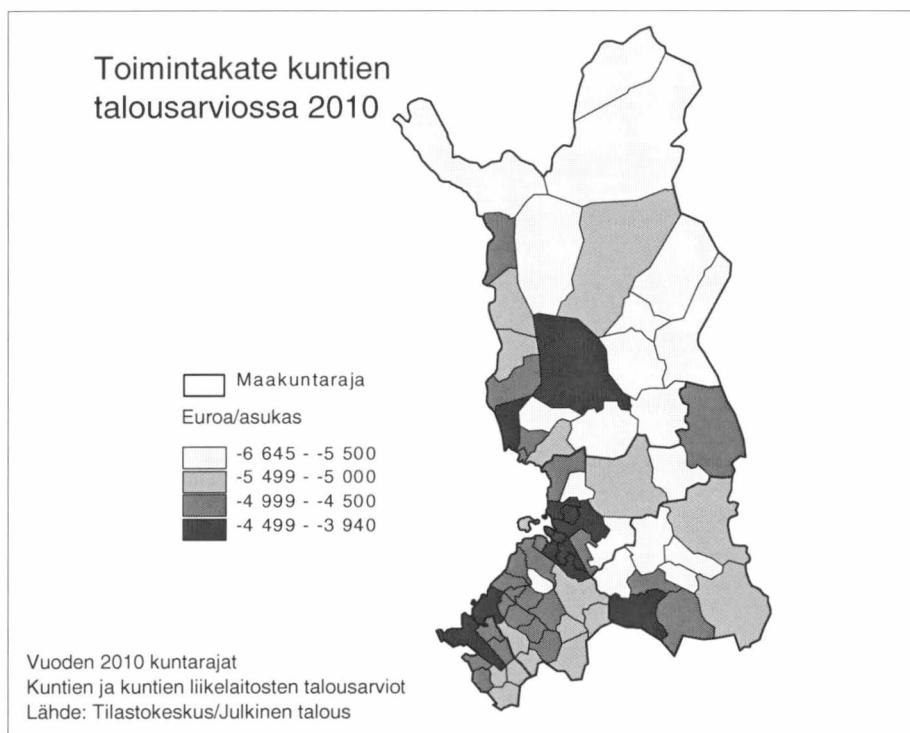 Toimintakate kuntien
talousarviossa 2010
Maakuntaraja
Euroa/asukas
-6 645 - -5 500
-5 499 - -5 000
-4 999 - -4 500
-4 499 - -3 940
Vuoden 2010 kuntarajat
Kuntien ja kuntien liikelaitosten talousarviot
Lähde: Tilastokeskus/Julkinen talous